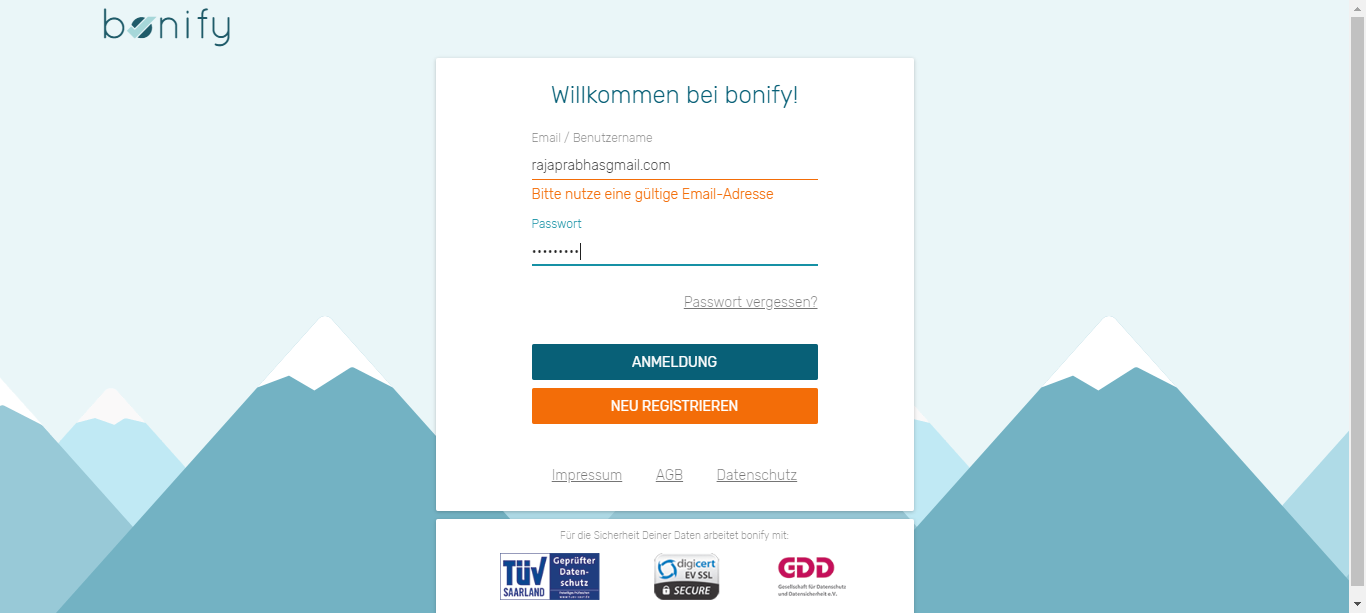 bonify
Willkommen bei bonify!
Email / Benutzername
rajaprabhasgmail.com
Bitte nutze eine gültige Email-Adresse
Passwort
•••••••••
Passwort vergessen?
ANMELDUNG
NEU REGISTRIEREN
Impressum AGB Datenschutz
Für die Sicherheit Deiner Daten arbeitet bonify mit:
TÜV SAARLAND
Geprüfter
Daten-
schutz
digicert
EV SSL
SECURE
GDD
Gesellschaft für Datenschutz
und Datensicherheit e.V.